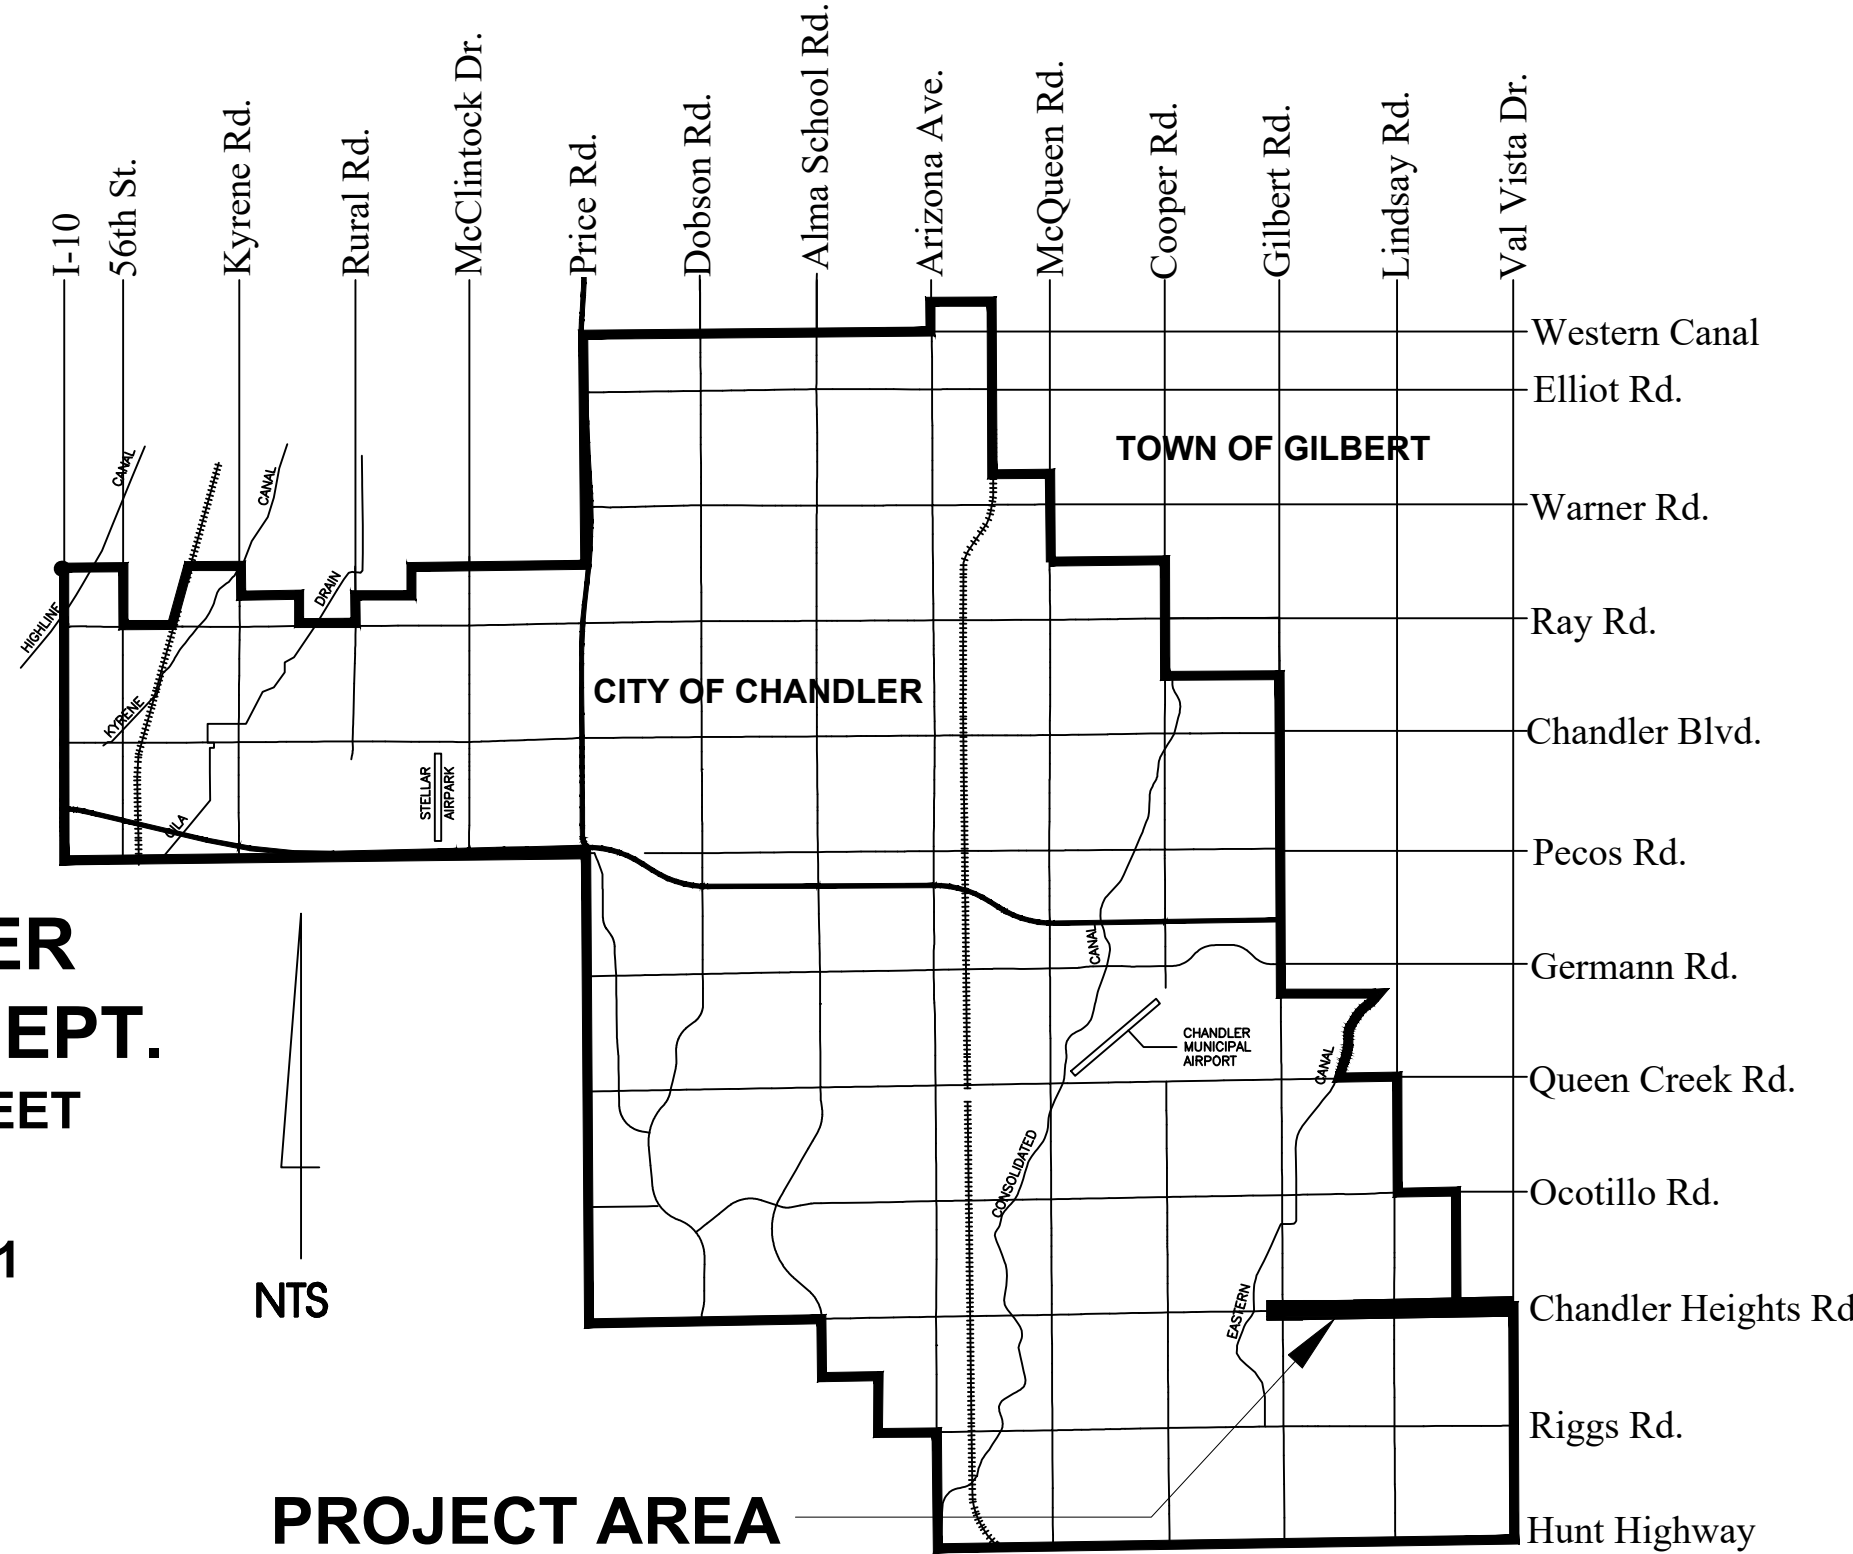 I-10
56th St.
Kyrene Rd.
Rural Rd.
McClintock Dr.
Price Rd.
Dobson Rd.
Alma School Rd.
Arizona Ave.
McQueen Rd.
Cooper Rd.
Gilbert Rd.
Lindsay Rd.
Val Vista Dr.
Western Canal
Elliot Rd.
TOWN OF GILBERT
CANAL
CANAL
Warner Rd.
DRAIN
HIGHLINE
Ray Rd.
CITY OF CHANDLER
KYRENE
Chandler Blvd.
STELLAR
AIRPARK
GILA
Pecos Rd.
ER
CANAL
Germann Rd.
EPT.
CHANDLER
MUNICIPAL
AIRPORT
CANAL
Queen Creek Rd.
EET
CONSOLIDATED
Ocotillo Rd.
1
NTS
EASTERN
Chandler Heights Rd
Riggs Rd.
PROJECT AREA
Hunt Highway